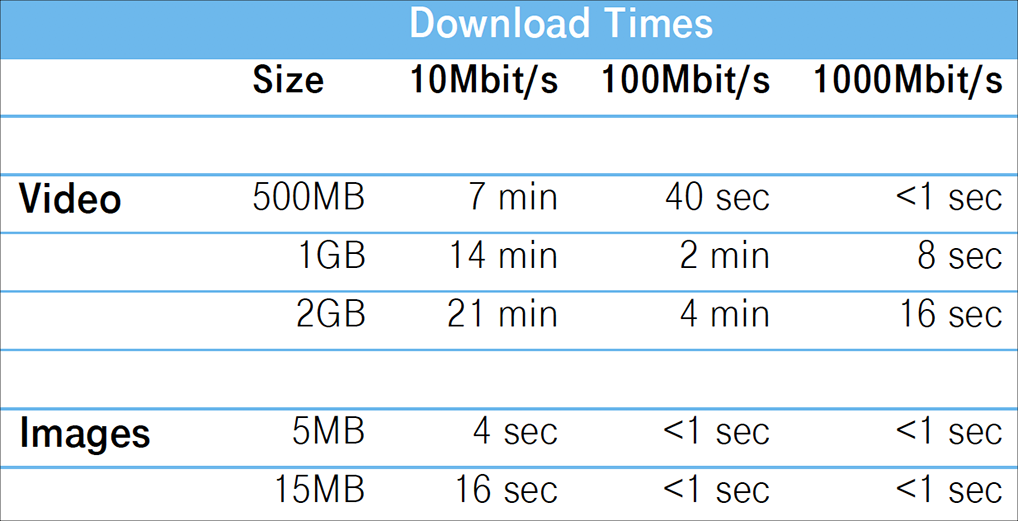 Download Times
Size 10Mbit/s 100Mbit/s 1000Mbit/s
Video 500MB 7 min 40 sec <1 sec
1GB 14 min 2 min 8 sec
2GB 21 min 4 min 16 sec
Images 5MB 4 sec <1 sec <1 sec
15MB 16 sec <1 sec <1 sec